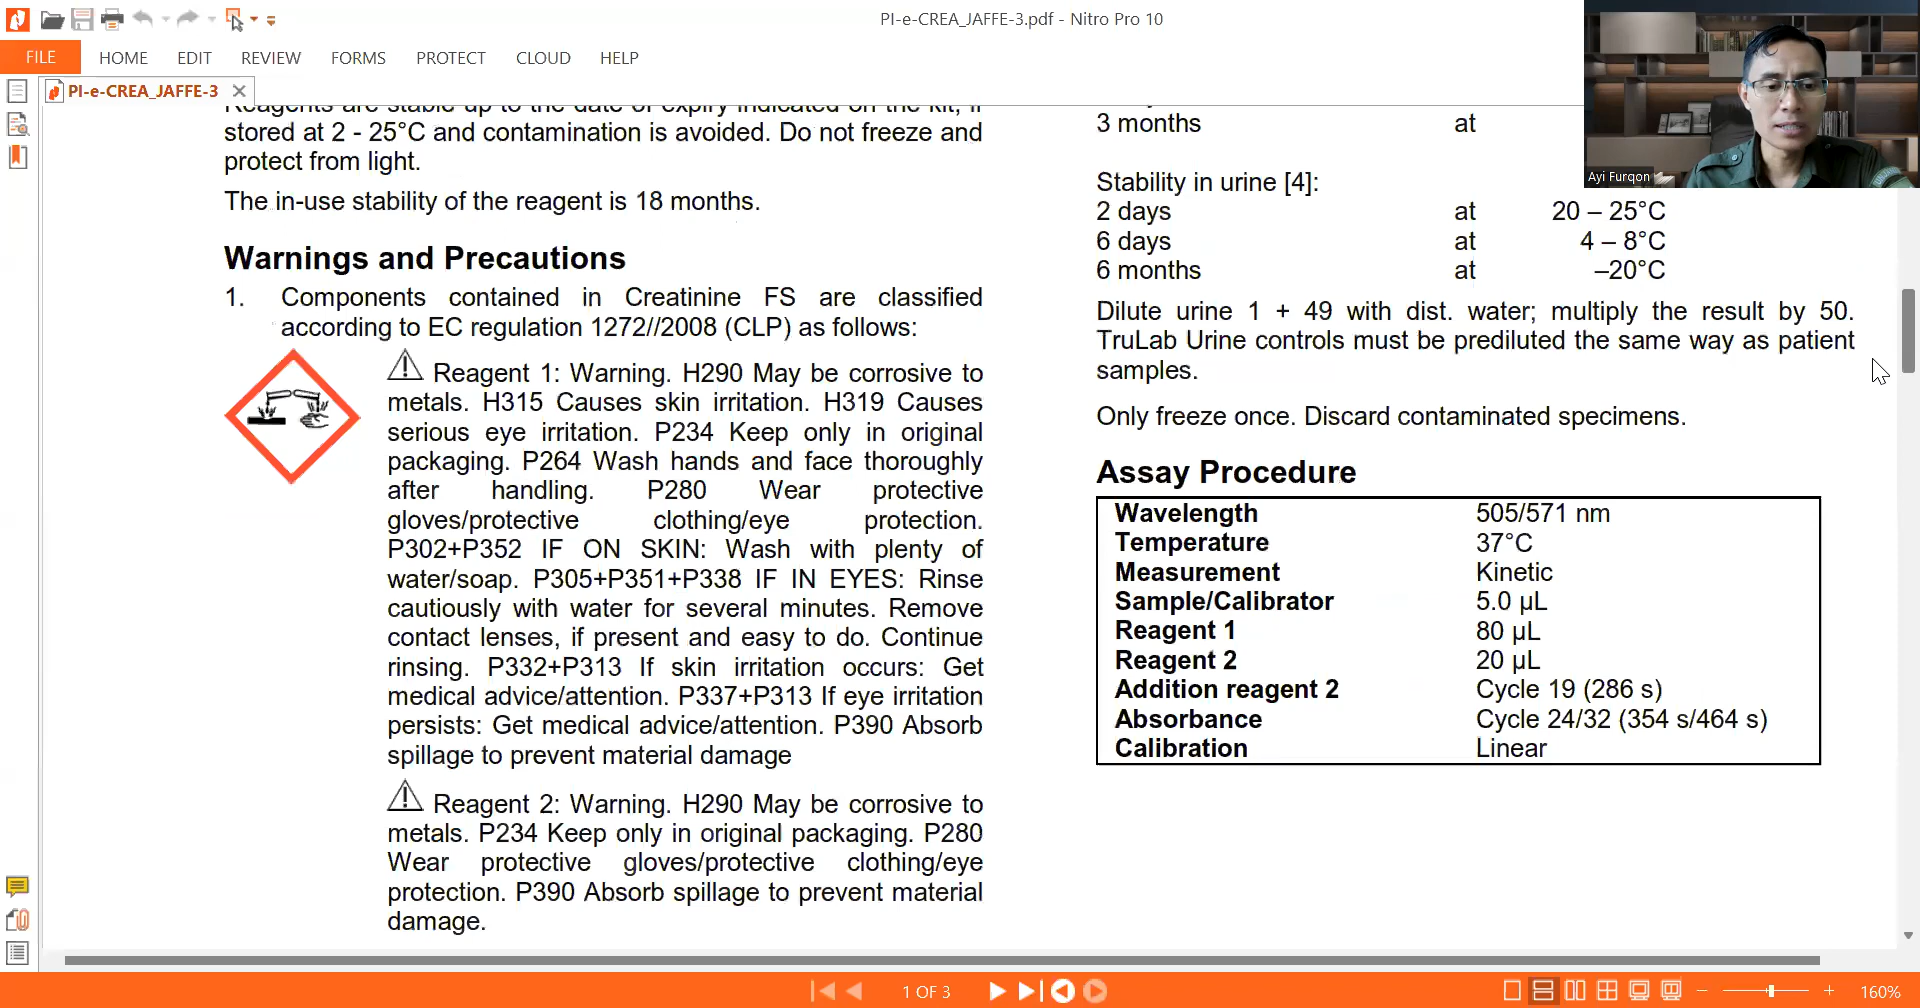 PI-e-CREA_JAFFE-3.pdf - Nitro Pro 10
FILE HOME EDIT REVIEW FORMS PROTECT CLOUD HELP
PI-e-CREA_JAFFE-3
Reagents are stable up to the date of expiry indicated on the kit, if
stored at 2 - 25°C and contamination is avoided. Do not freeze and
protect from light.
The in-use stability of the reagent is 18 months.
Warnings and Precautions
1. Components contained in Creatinine FS are classified
according to EC regulation 1272//2008 (CLP) as follows:
Reagent 1: Warning. H290 May be corrosive to
metals. H315 Causes skin irritation. H319 Causes
serious eye irritation. P234 Keep only in original
packaging. P264 Wash hands and face thoroughly
after handling. P280 Wear protective
gloves/protective clothing/eye protection.
P302+P352 IF ON SKIN: Wash with plenty of
water/soap. P305+P351+P338 IF IN EYES: Rinse
cautiously with water for several minutes. Remove
contact lenses, if present and easy to do. Continue
rinsing. P332+P313 If skin irritation occurs: Get
medical advice/attention. P337+P313 If eye irritation
persists: Get medical advice/attention. P390 Absorb
spillage to prevent material damage
Reagent 2: Warning. H290 May be corrosive to
metals. P234 Keep only in original packaging. P280
Wear protective gloves/protective clothing/eye
protection. P390 Absorb spillage to prevent material
damage.
3 months at
Stability in urine [4]:
2 days at 20 – 25°C
6 days at 4 – 8°C
6 months at –20°C
Dilute urine 1 + 49 with dist. water; multiply the result by 50.
TruLab Urine controls must be prediluted the same way as patient
samples.
Only freeze once. Discard contaminated specimens.
Assay Procedure
Wavelength 505/571 nm
Temperature 37°C
Measurement Kinetic
Sample/Calibrator 5.0 µL
Reagent 1 80 µL
Reagent 2 20 µL
Addition reagent 2 Cycle 19 (286 s)
Absorbance Cycle 24/32 (354 s/464 s)
Calibration Linear
Ayi Furqon
1 OF 3
160%